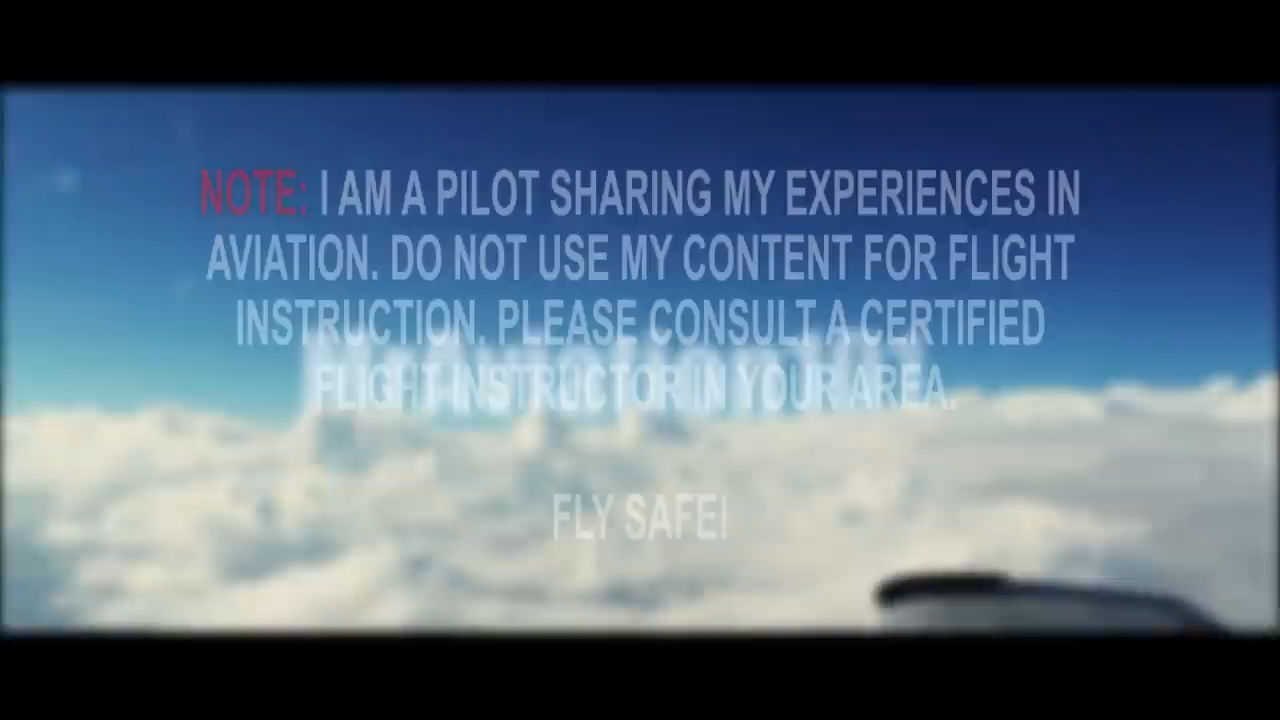 NOTE: I AM A PILOT SHARING MY EXPERIENCES IN
AVIATION. DO NOT USE MY CONTENT FOR FLIGHT
INSTRUCTION. PLEASE CONSULT A CERTIFIED
FLIGHT INSTRUCTOR IN YOUR AREA.
FLY SAFE!